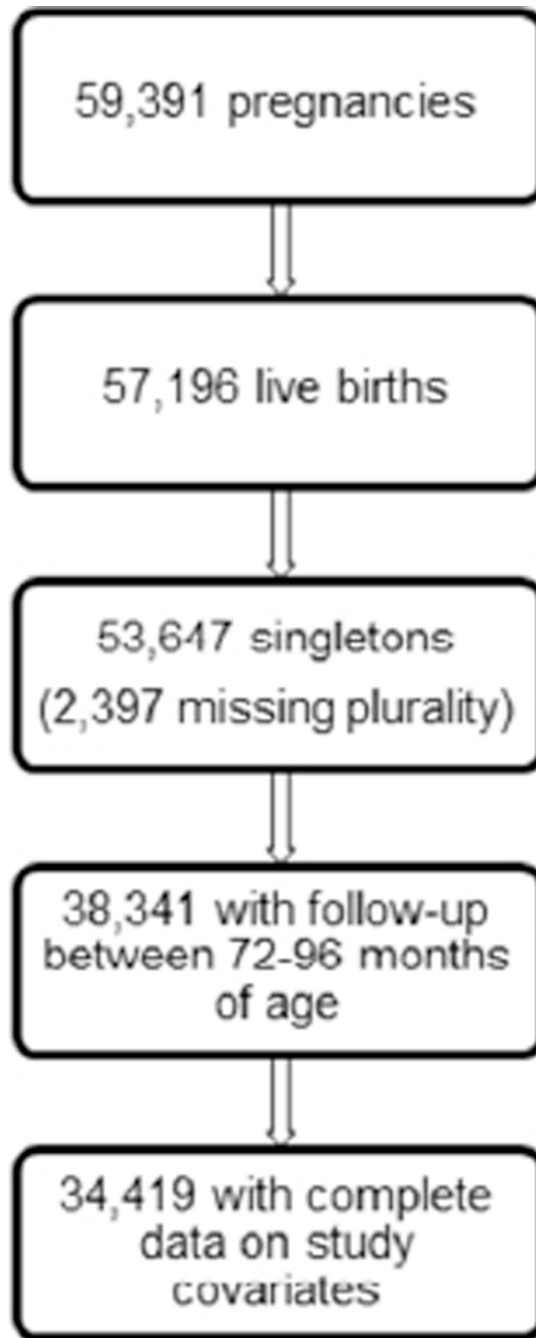 59,391 pregnancies
57,196 live births
53,647 singletons
(2,397 missing plurality)
38,341 with follow-up
between 72-96 months
of age
34,419 with complete
data on study
covariates